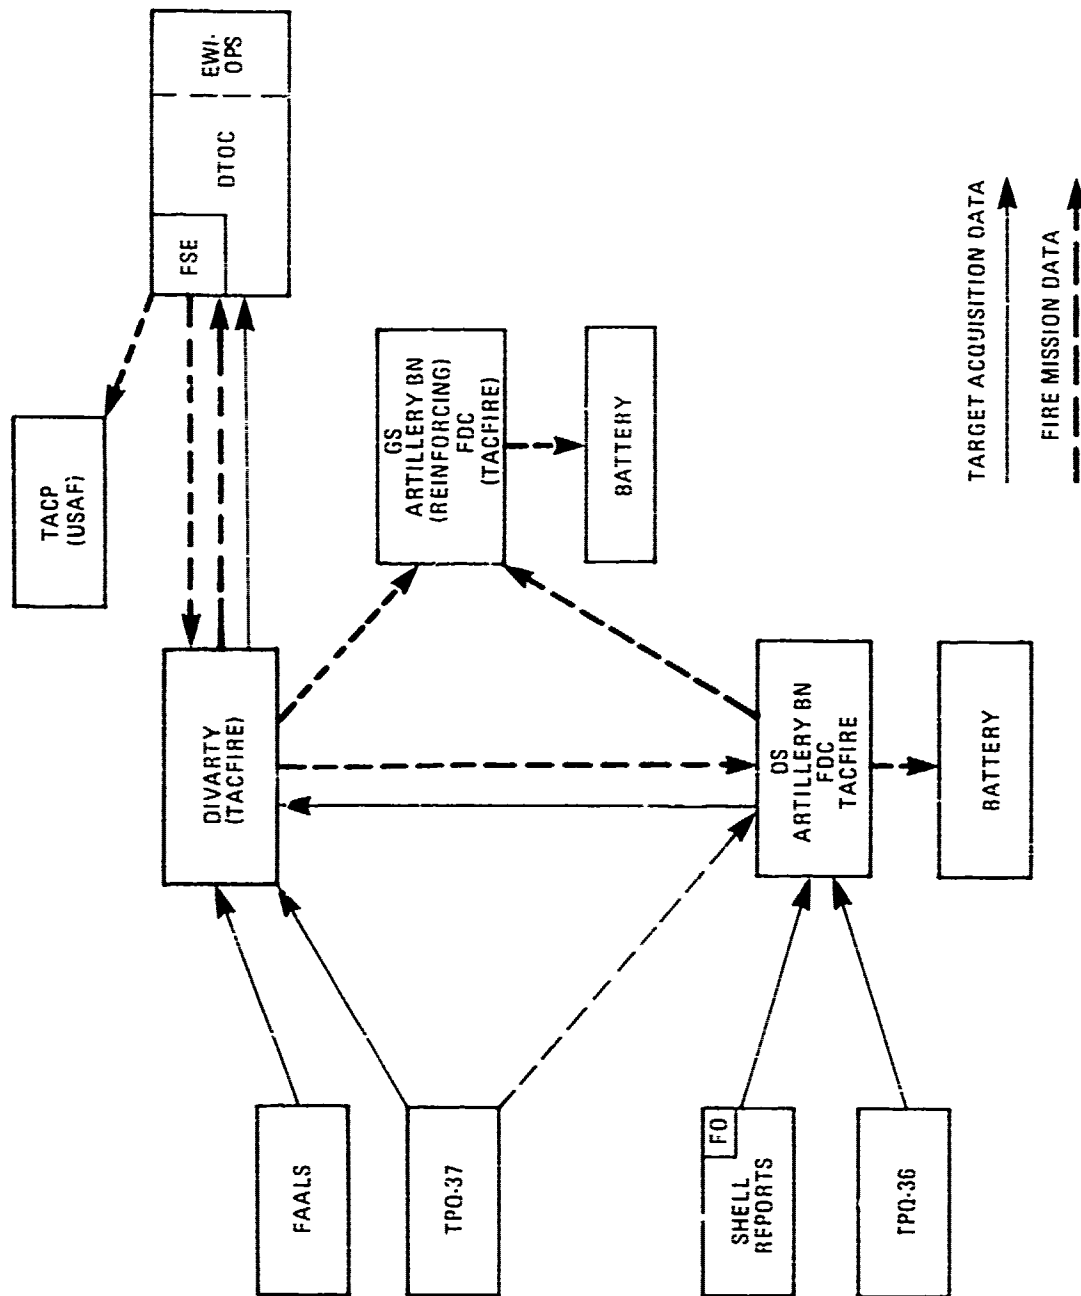 FAALS
TPQ-37
FO
SHELL
REPORTS
TPQ-36
DIVARTY
(TACFIRE)
DS
ARTILLERY BN
FDC
TACFIRE
BATTERY
TACP
(USAF)
GS
ARTILLERY BN
(REINFORCING)
FDC
(TACFIRE)
BATTERY
FSE
DTOC
EWI-
OPS
TARGET ACQUISITION DATA
FIRE MISSION DATA